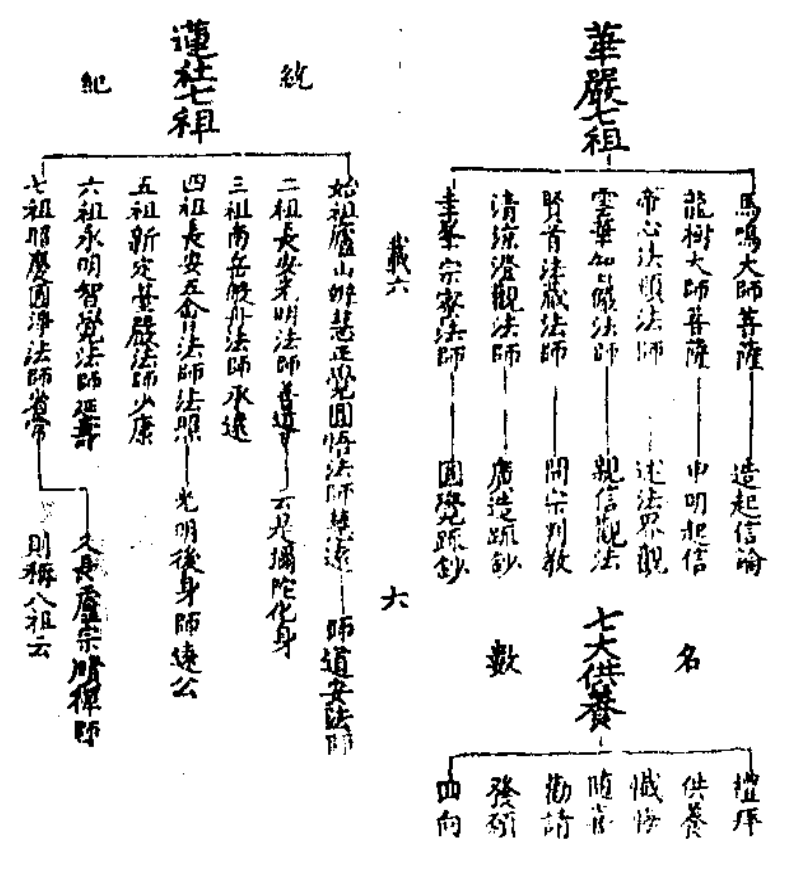 華嚴七祖
馬鳴大師菩薩
造起信論
龍樹大師菩薩
申明起信
帝心法順法師
述法界觀
雲華智儼法師
親信觀法
賢首法藏法師
開宗判教
清涼澄觀法師
廣造疏鈔
圭峯宗密法師
圓覺疏鈔
名
七大供養
數
禮拜
供養
懺悔
隨喜
勸請
發願
回向
藏六
六
統
蓮社七祖
紀
始祖廬山辦慧正覺圓悟法師慧遠
師道安法師
二祖長安光明法師善導
云是彌陀化身
三祖南岳般舟法師承遠
四祖長安五會法師法照
光明後身師遠公
五祖新定臺嚴法師少康
六祖永明智覺法師延壽
七祖昭慶圓淨法師省常
久長蘆宗賾禪師
則稱八祖云